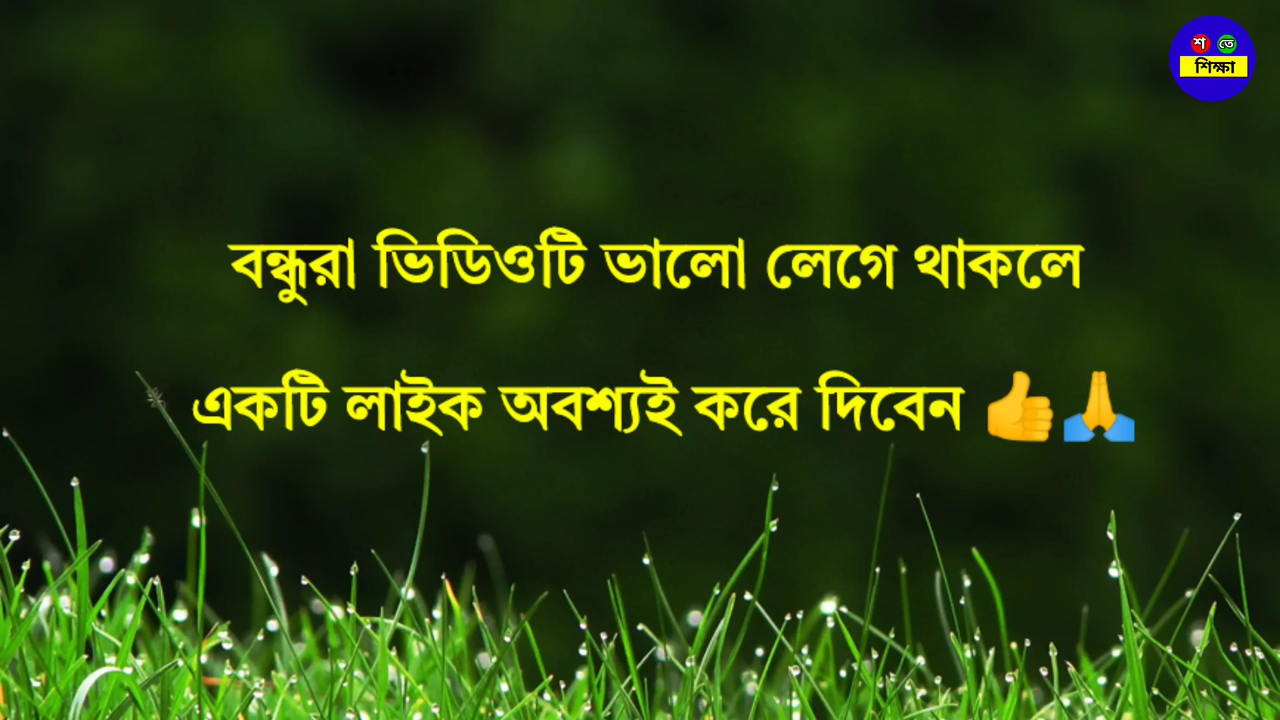 শ তে
শিক্ষা
বন্ধুরা ভিডিওটি ভালো লেগে থাকলে
একটি লাইক অবশ্যই করে দিবেন 👍🙏